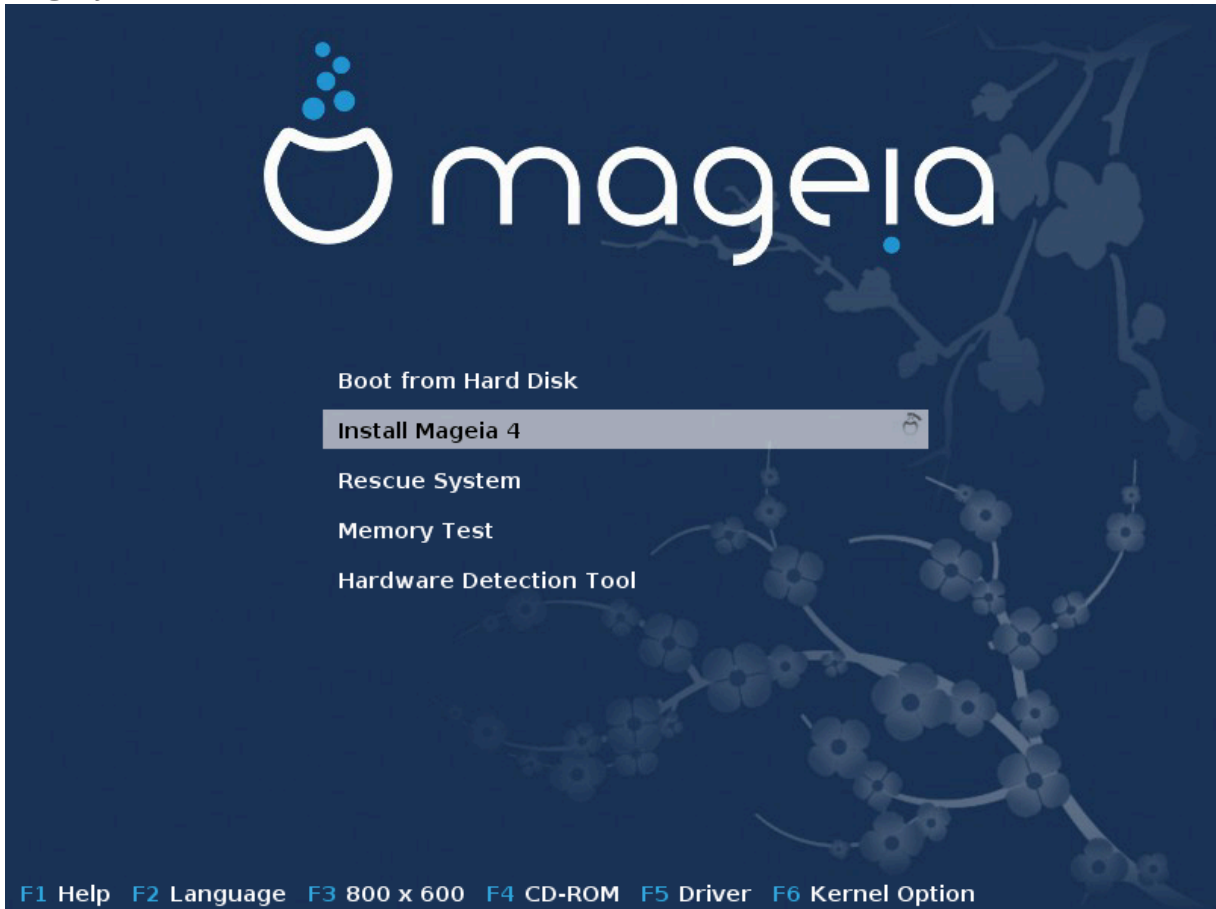 mageia
Boot from Hard Disk
Install Mageia 4
Rescue System
Memory Test
Hardware Detection Tool
F1 Help F2 Language F3 800 x 600 F4 CD-ROM F5 Driver F6 Kernel Option